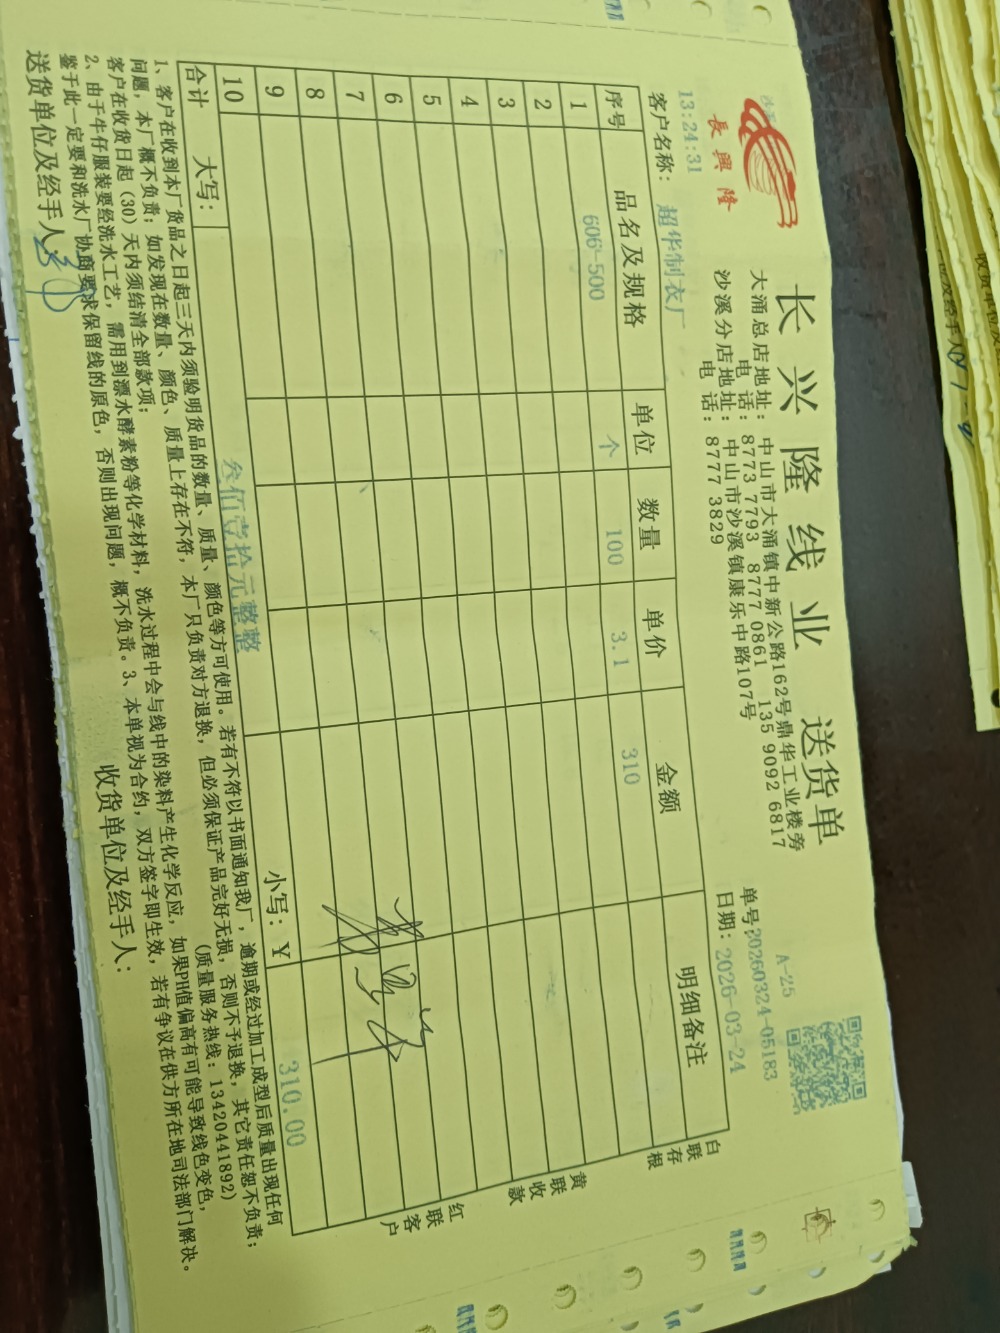 長興隆
长兴隆线业 送货单
A-25
大涌总店地址：中山市大涌镇中新公路162号鼎华工业楼旁
电 话：8773 7793 8777 0861 135 9092 6817
沙溪分店地址：中山市沙溪镇康乐中路107号
电 话：8777 3829
单号：20260324-05183
日期：2026-03-24
13:24:31
客户名称：超华制衣厂
序号 品名及规格 单位 数量 单价 金额 明细备注
1 606-500 个 100 3.1 310
2
3
4
5
6
7
8
9
10
合计 大写：叁佰壹拾元整整 小写：¥ 310.00
白联存根
黄联收款
红联客户
1、客户在收到本厂货品之日起三天内须验明货品的数量、质量、颜色等方可使用。若有不符以书面通知我厂，逾期或经过加工成型后质量出现任何
问题，本厂概不负责；如发现在数量、颜色、质量上存在不符，本厂只负责对方退换，但必须保证产品完好无损，否则不予退换，其它责任恕不负责；
客户在收货日起（30）天内须结清全部款项； （质量服务热线：13420441892）
2、由于牛仔服装要经洗水工艺，需用到漂水酵素粉等化学材料，洗水过程中会与线中的染料产生化学反应，如果PH值偏高有可能导致线色变色，
鉴于此一定要和洗水厂协商要求保留线的原色，否则出现问题，概不负责。3、本单视为合约，双方签字即生效，若有争议在供方所在地司法部门解决。
送货单位及经手人： 收货单位及经手人：